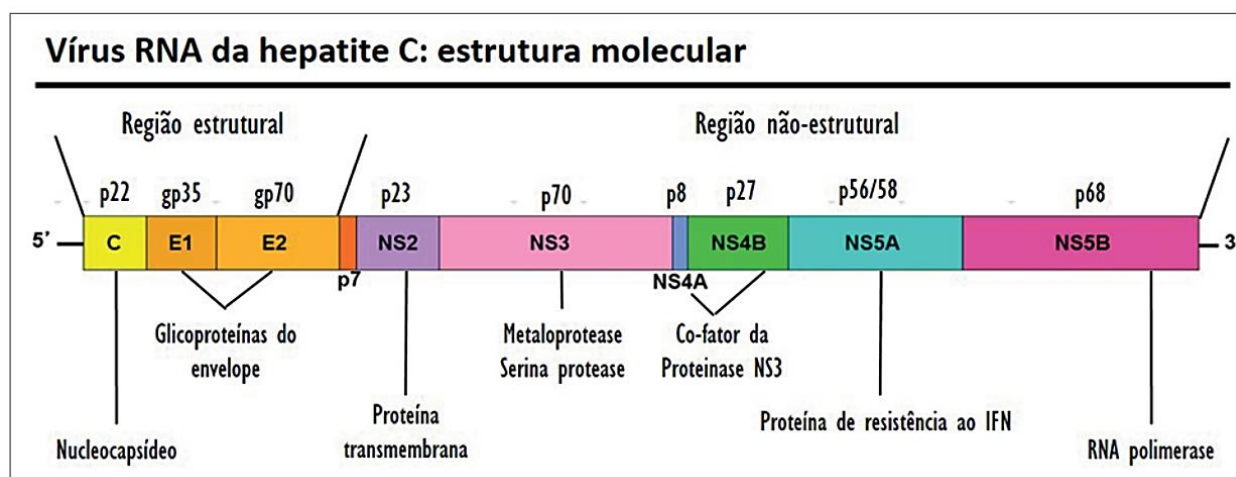 Vírus RNA da hepatite C: estrutura molecular
Região estrutural
Região não-estrutural
p22 gp35 gp70 p23 p70 p8 p27 p56/58 p68
5’ C E1 E2 NS2 NS3 NS4B NS5A NS5B 3
p7 NS4A
Glicoproteínas do
envelope
Metaloprotease
Serina protease
Co-fator da
Proteinase NS3
Proteína
transmembrana
Proteína de resistência ao IFN
Nucleocapsídeo
RNA polimerase